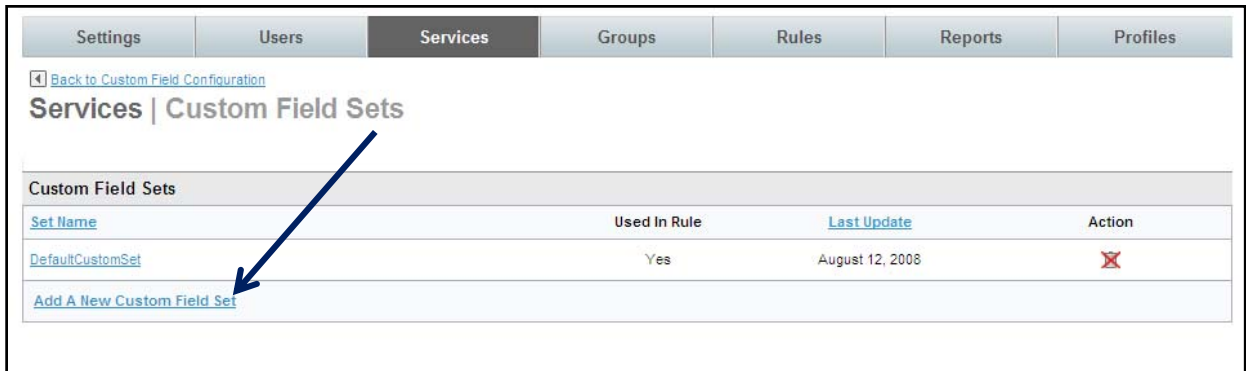 Settings Users Services Groups Rules Reports Profiles
Back to Custom Field Configuration
Services | Custom Field Sets
Custom Field Sets
Set Name Used In Rule Last Update Action
DefaultCustomSet Yes August 12, 2008
Add A New Custom Field Set